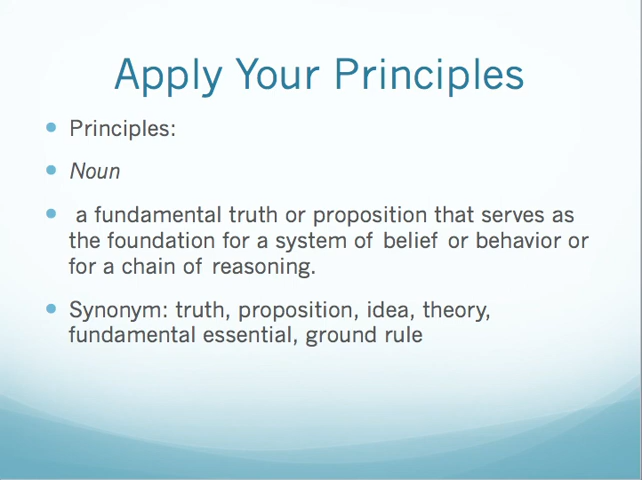 Apply Your Principles
Principles:
Noun
a fundamental truth or proposition that serves as
the foundation for a system of belief or behavior or
for a chain of reasoning.
Synonym: truth, proposition, idea, theory,
fundamental essential, ground rule